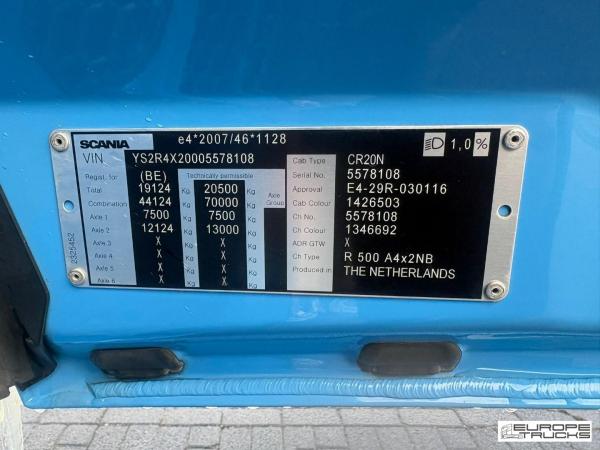 SCANIA e4*2007/46*1128 1,0%
VIN YS2R4X20005578108 Cab Type CR20N
Regist. for (BE) Technically permissible Serial No. 5578108
Total 19124 Kg 20500 Kg Axle Group Approval E4-29R-030116
Combination 44124 Kg 70000 Kg Cab Colour 1426503
Axle 1 7500 Kg 7500 Kg Ch No. 5578108
Axle 2 12124 Kg 13000 Kg Ch Colour 1346692
Axle 3 X Kg X Kg ADR GTW X
Axle 4 X Kg X Kg Ch Type R 500 A4x2NB
Axle 5 X Kg X Kg Produced in THE NETHERLANDS
Axle 6 X Kg X Kg
2325452
EUROPE
TRUCKS